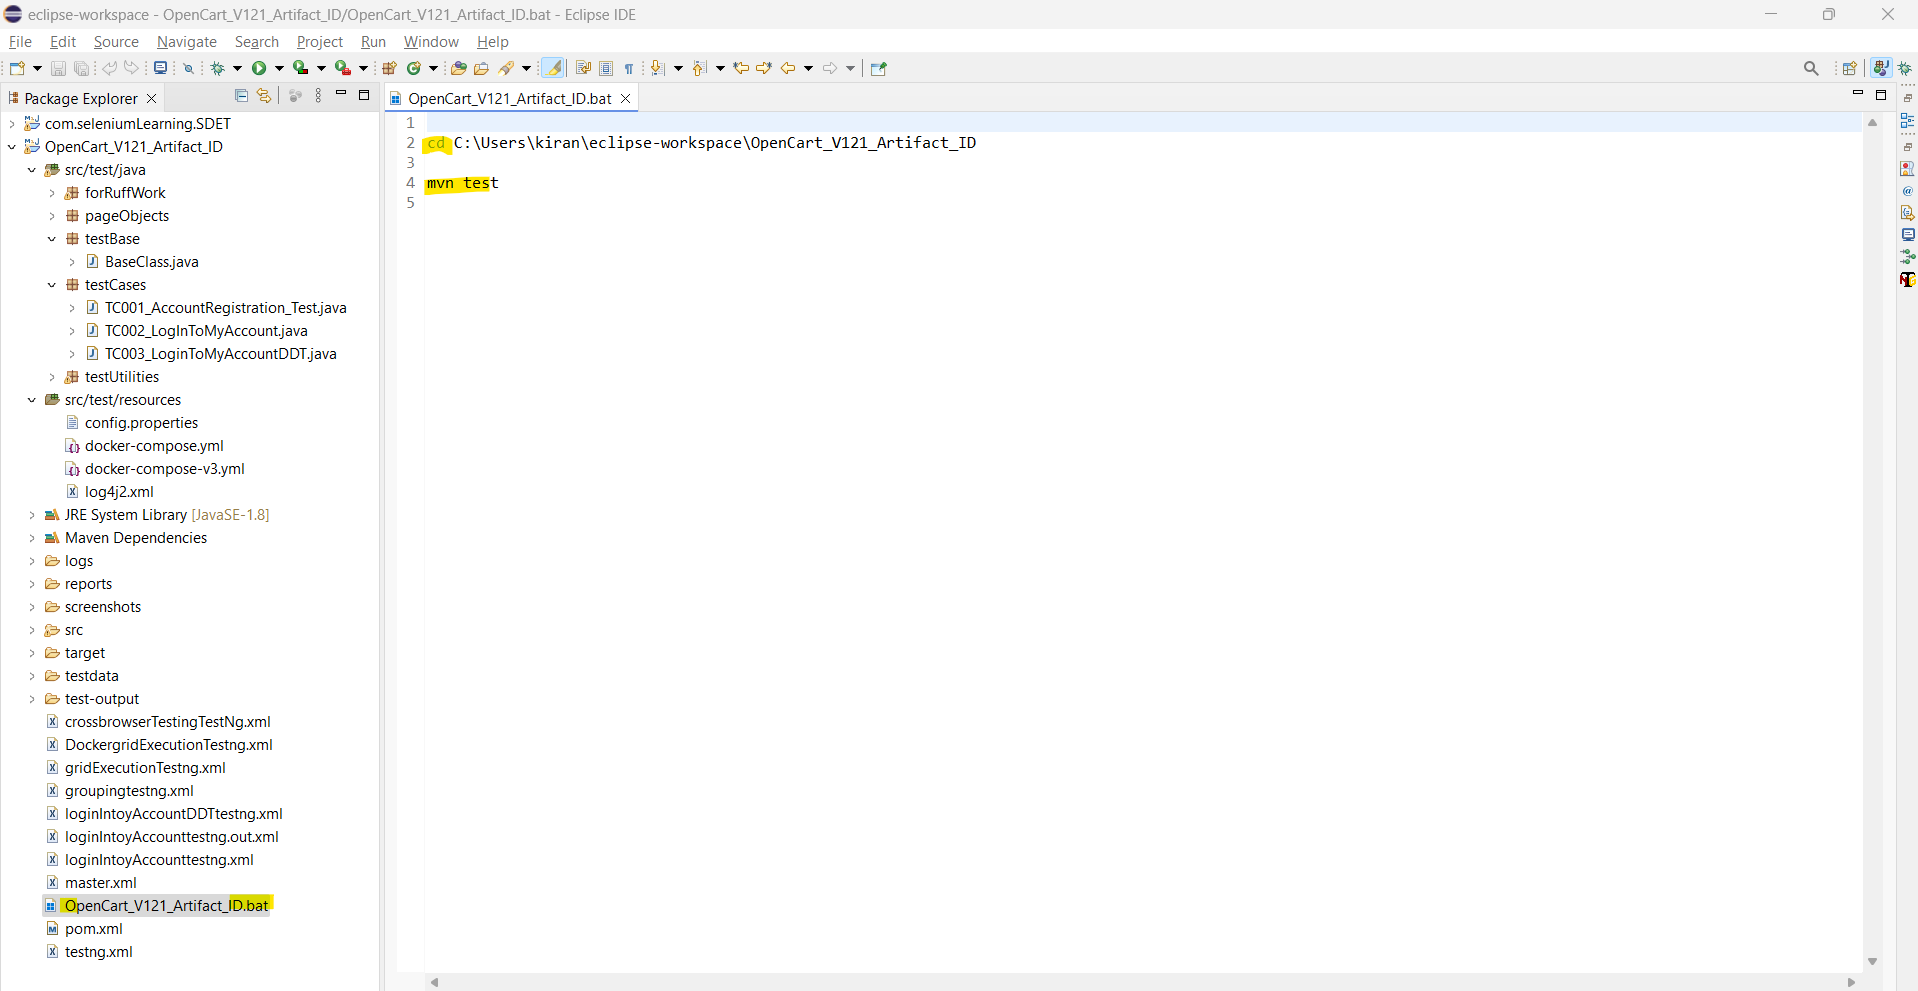 eclipse-workspace - OpenCart_V121_Artifact_ID/OpenCart_V121_Artifact_ID.bat - Eclipse IDE
File Edit Source Navigate Search Project Run Window Help
Package Explorer
OpenCart_V121_Artifact_ID.bat
com.seleniumLearning.SDET
OpenCart_V121_Artifact_ID
src/test/java
forRuffWork
pageObjects
testBase
BaseClass.java
testCases
TC001_AccountRegistration_Test.java
TC002_LogInToMyAccount.java
TC003_LoginToMyAccountDDT.java
testUtilities
src/test/resources
config.properties
docker-compose.yml
docker-compose-v3.yml
log4j2.xml
JRE System Library [JavaSE-1.8]
Maven Dependencies
logs
reports
screenshots
src
target
testdata
test-output
crossbrowserTestingTestNg.xml
DockergridExecutionTestng.xml
gridExecutionTestng.xml
groupingtestng.xml
loginIntoyAccountDDTtestng.xml
loginIntoyAccounttestng.out.xml
loginIntoyAccounttestng.xml
master.xml
OpenCart_V121_Artifact_ID.bat
pom.xml
testng.xml
1
2 cd C:\Users\kiran\eclipse-workspace\OpenCart_V121_Artifact_ID
3
4 mvn test
5